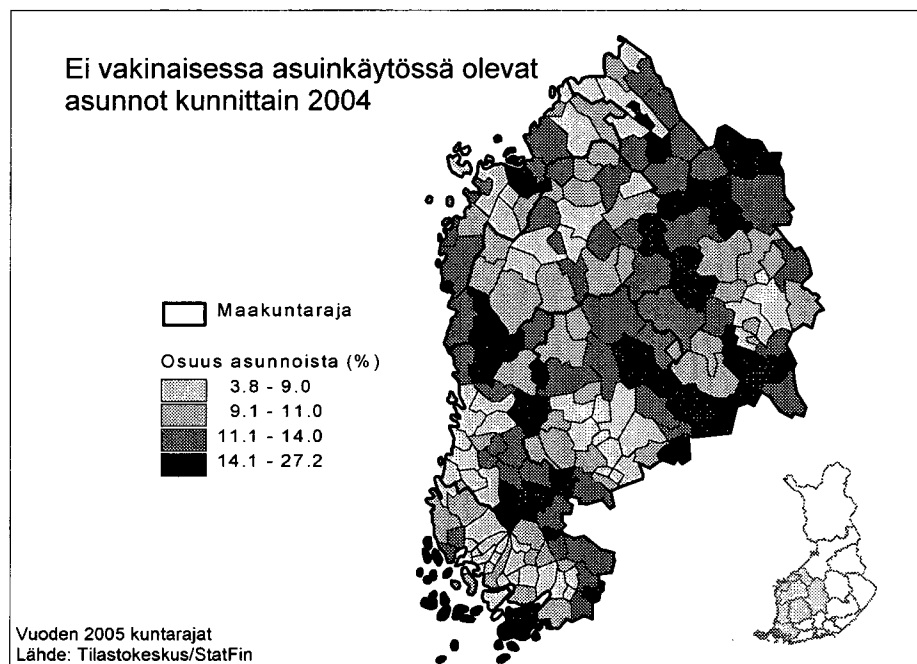 Ei vakinaisessa asuinkäytössä olevat
asunnot kunnittain 2004
Maakuntaraja
Osuus asunnoista (%)
3.8 - 9.0
9.1 - 11.0
11.1 - 14.0
14.1 - 27.2
Vuoden 2005 kuntarajat
Lähde: Tilastokeskus/StatFin